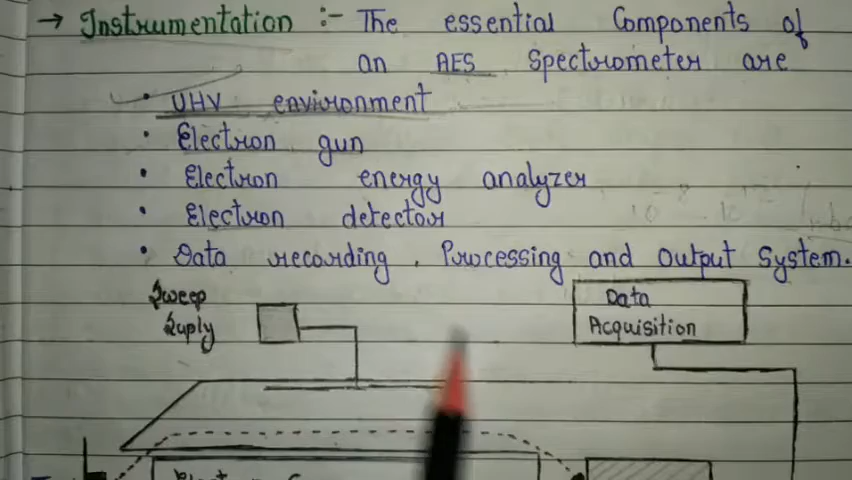 → Instrumentation :- The essential Components of
an AES Spectrometer are
• UHV environment
• Electron gun
• Electron energy analyzer
• Electron detector
• Data recording, Processing and Output System.
Sweep
Suply
Data
Acquisition